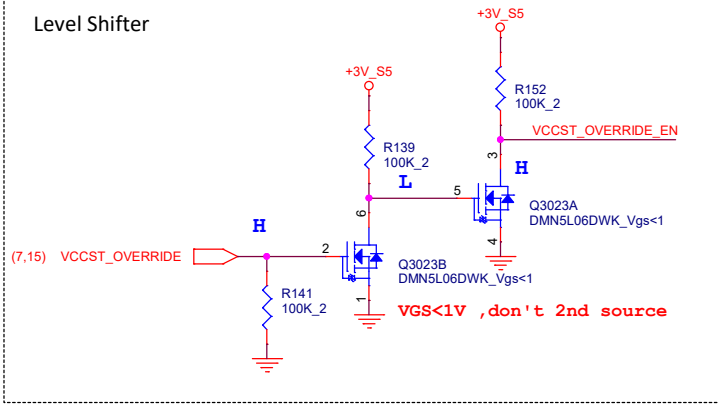 Level Shifter
+3V_S5
R152
100K_2
VCCST_OVERRIDE_EN
+3V_S5
R139
100K_2
3
H
L
5
6
Q3023A
DMN5L06DWK_Vgs<1
4
H
(7,15) VCCST_OVERRIDE
2
Q3023B
DMN5L06DWK_Vgs<1
R141
100K_2
1
VGS<1V ,don't 2nd source